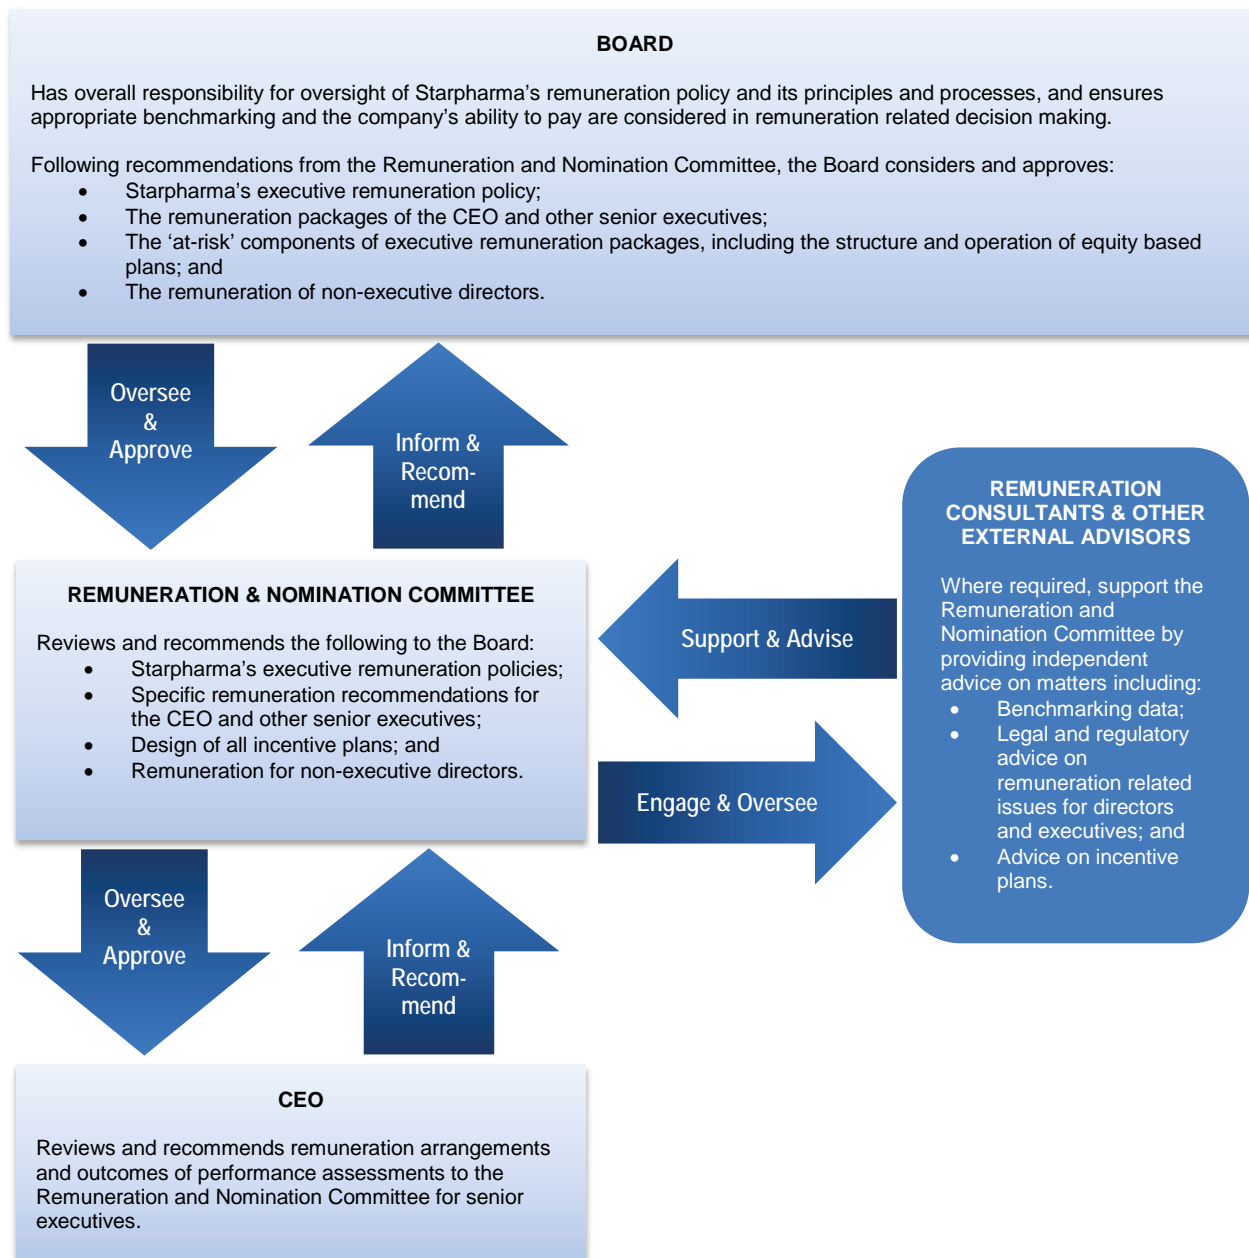 BOARD
Has overall responsibility for oversight of Starpharma’s remuneration policy and its principles and processes, and ensures
appropriate benchmarking and the company’s ability to pay are considered in remuneration related decision making.
Following recommendations from the Remuneration and Nomination Committee, the Board considers and approves:
• Starpharma’s executive remuneration policy;
• The remuneration packages of the CEO and other senior executives;
• The ‘at-risk’ components of executive remuneration packages, including the structure and operation of equity based
plans; and
• The remuneration of non-executive directors.
Oversee
&
Approve
Inform &
Recom-
mend
REMUNERATION & NOMINATION COMMITTEE
Reviews and recommends the following to the Board:
• Starpharma’s executive remuneration policies;
• Specific remuneration recommendations for
the CEO and other senior executives;
• Design of all incentive plans; and
• Remuneration for non-executive directors.
Support & Advise
Engage & Oversee
REMUNERATION
CONSULTANTS & OTHER
EXTERNAL ADVISORS
Where required, support the
Remuneration and
Nomination Committee by
providing independent
advice on matters including:
• Benchmarking data;
• Legal and regulatory
advice on
remuneration related
issues for directors
and executives; and
• Advice on incentive
plans.
Oversee
&
Approve
Inform &
Recom-
mend
CEO
Reviews and recommends remuneration arrangements
and outcomes of performance assessments to the
Remuneration and Nomination Committee for senior
executives.